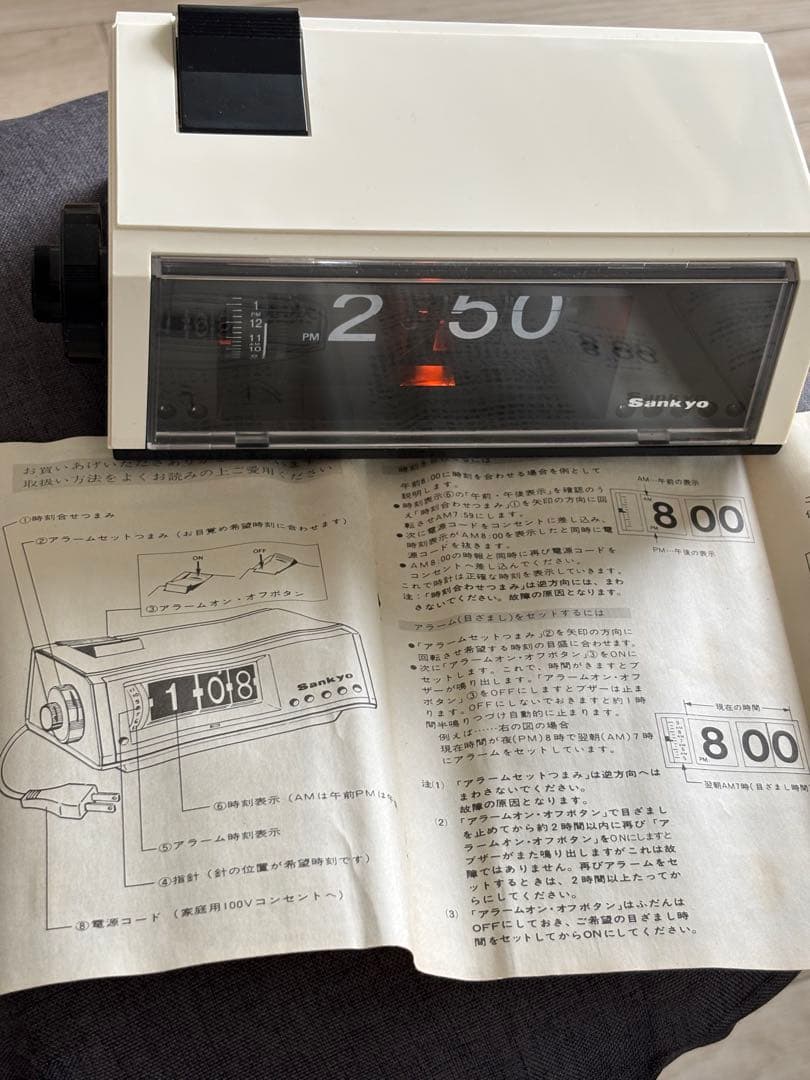 1
PM
12
11
AM
10
PM 2 50
Sankyo
取扱い方法をよくお読みの上ご愛用ください
①時刻合せつまみ
②アラームセットつまみ(お目覚め希望時刻に合わせます)
ON
OFF
③アラームオン・オフボタン
1 08
Sankyo
⑥時刻表示(AMは午前PMは午
⑤アラーム時刻表示
④指針(針の位置が希望時刻です)
⑧電源コード(家庭用100Vコンセントへ)
午前8:00に時刻を合わせる場合を例として
説明します。
●時刻表示⑥の「午前・午後表示」を確認のう
え「時刻合わせつまみ」①を矢印の方向に回
転させAM7:59にします。
●次に電源コードをコンセントに差し込み、
時刻表示がAM8:00を表示したと同時に電
源コードを抜きます。
●AM8:00の時報と同時に再び電源コードを
コンセントへ差し込んでください。
これで時計は正確な時刻を表示していきます。
注:「時刻合わせつまみ」は逆方向には、まわ
さないでください。故障の原因となります。
AM…午前の表示
AM
8 00
PM
PM…午後の表示
アラーム(目ざまし)をセットするには
●「アラームセットつまみ」②を矢印の方向に
回転させ希望する時刻の目盛に合わせます。
●次に「アラームオン・オフボタン」③をONに
セットします。これで、時間がきますとブ
ザーが鳴り出します。「アラームオン・オフ
ボタン」③をOFFにしますとブザーは止ま
ります。OFFにしないでおきますと約1時
間半鳴りつづけ自動的に止まります。
例えば……右の図の場合
現在時間が夜(PM)8時で翌朝(AM)7時
にアラームをセットしています。
現在の時間
PM 8 00
翌朝AM7時(目ざまし時間
注(1) 「アラームセットつまみ」は逆方向へは
まわさないでください。
故障の原因となります。
(2) 「アラームオン・オフボタン」で目ざまし
を止めてから約2時間以内に再び「ア
ラームオン・オフボタン」をONにしますと
ブザーがまた鳴り出しますがこれは故
障ではありません。再びアラームをセ
ットするときは、2時間以上たってか
らにしてください。
(3) 「アラームオン・オフボタン」はふだんは
OFFにしておき、ご希望の目ざまし時
間をセットしてからONにしてください。